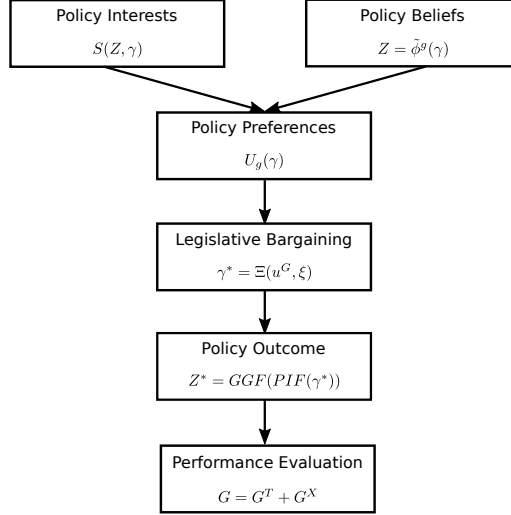 Policy Interests
S(Z, γ)
Policy Beliefs
Z = ϕ̃^g(γ)
Policy Preferences
U_g(γ)
Legislative Bargaining
γ* = Ξ(u^G, ξ)
Policy Outcome
Z* = GGF(PIF(γ*))
Performance Evaluation
G = G^T + G^X